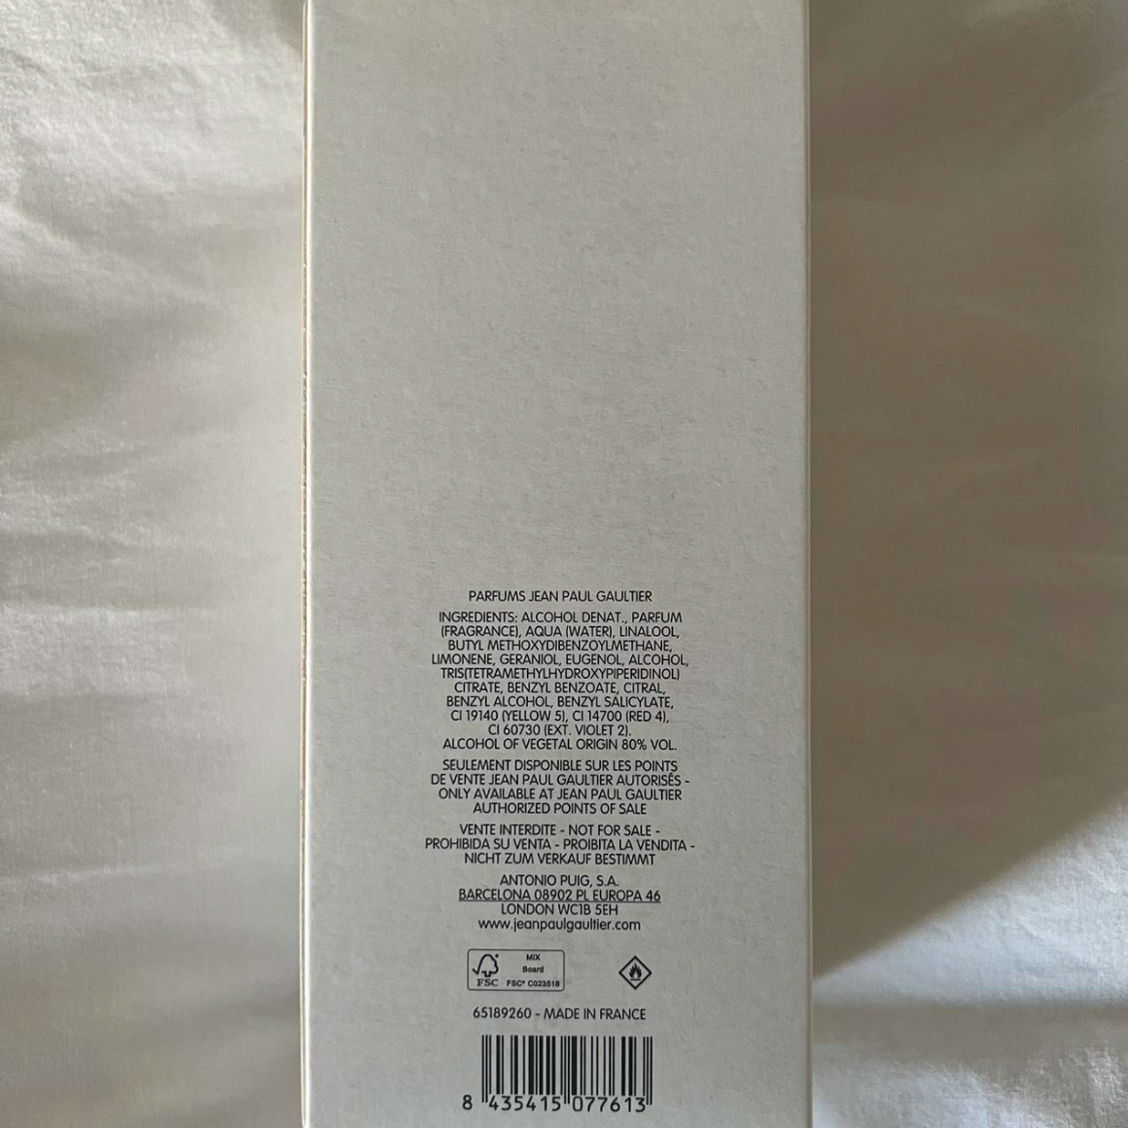 PARFUMS JEAN PAUL GAULTIER
INGREDIENTS: ALCOHOL DENAT., PARFUM
(FRAGRANCE), AQUA (WATER), LINALOOL,
BUTYL METHOXYDIBENZOYLMETHANE,
LIMONENE, GERANIOL, EUGENOL, ALCOHOL,
TRIS(TETRAMETHYLHYDROXYPIPERIDINOL)
CITRATE, BENZYL BENZOATE, CITRAL,
BENZYL ALCOHOL, BENZYL SALICYLATE,
CI 19140 (YELLOW 5), CI 14700 (RED 4),
CI 60730 (EXT. VIOLET 2).
ALCOHOL OF VEGETAL ORIGIN 80% VOL.
SEULEMENT DISPONIBLE SUR LES POINTS
DE VENTE JEAN PAUL GAULTIER AUTORISÉS -
ONLY AVAILABLE AT JEAN PAUL GAULTIER
AUTHORIZED POINTS OF SALE
VENTE INTERDITE - NOT FOR SALE -
PROHIBIDA SU VENTA - PROIBITA LA VENDITA -
NICHT ZUM VERKAUF BESTIMMT
ANTONIO PUIG, S.A.
BARCELONA 08902 PL EUROPA 46
LONDON WC1B 5EH
www.jeanpaulgaultier.com
MIX
Board
FSC FSC® C023518
65189260 - MADE IN FRANCE
8 435415 077613